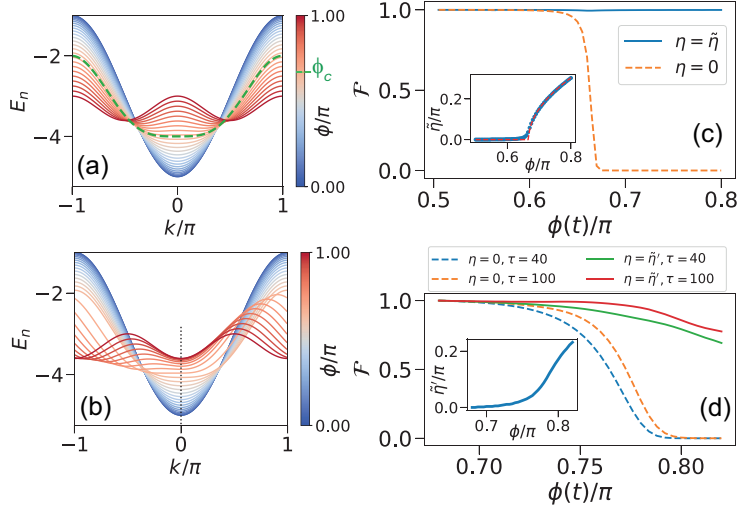 1.00
−2
ϕc
Eₙ
ϕ/π
−4
(a)
0.00
−1
0
1
k/π
1.0
η = η̃
η = 0
0.5
ℱ
0.2
η̃/π
0.0
0.6
0.8
ϕ/π
(c)
0.0
0.5
0.6
0.7
0.8
ϕ(t)/π
1.00
−2
Eₙ
ϕ/π
−4
(b)
0.00
−1
0
1
k/π
η = 0, τ = 40
η = η̃′, τ = 40
η = 0, τ = 100
η = η̃′, τ = 100
1.0
0.5
ℱ
0.2
η̃′/π
0.0
0.7
0.8
ϕ/π
(d)
0.0
0.70
0.75
0.80
ϕ(t)/π